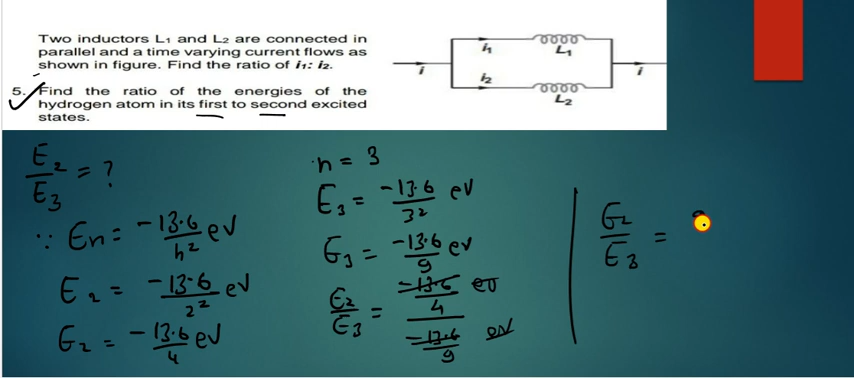 Two inductors L₁ and L₂ are connected in
parallel and a time varying current flows as
shown in figure. Find the ratio of i₁: i₂.
i
i₁
L₁
i₂
L₂
i
5. Find the ratio of the energies of the
hydrogen atom in its first to second excited
states.
E₂/E₃ = ?
∵ En = -13.6/n² eV
E₂ = -13.6/2² eV
E₂ = -13.6/4 eV
n = 3
E₃ = -13.6/3² eV
E₃ = -13.6/9 eV
E₂/E₃ = -13.6/4 eV / -13.6/9 eV
E₂/E₃ =